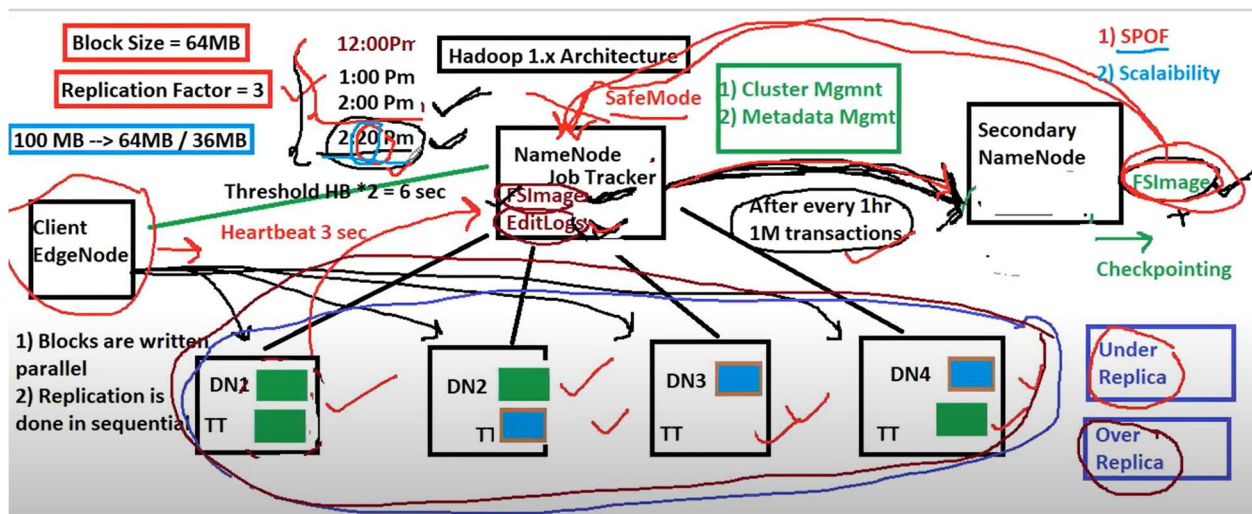 Block Size = 64MB
Replication Factor = 3
100 MB --> 64MB / 36MB
12:00Pm
1:00 Pm
2:00 Pm
2:20 Pm
Hadoop 1.x Architecture
SafeMode
1) Cluster Mgmnt
2) Metadata Mgmt
1) SPOF
2) Scalaibility
Client
EdgeNode
Threshold HB *2 = 6 sec
Heartbeat 3 sec
NameNode
Job Tracker
FSImage
EditLogs
After every 1hr
1M transactions
Secondary
NameNode
FSImage
Checkpointing
1) Blocks are written
parallel
2) Replication is
done in sequential
DN1
TT
DN2
TT
DN3
TT
DN4
TT
Under
Replica
Over
Replica